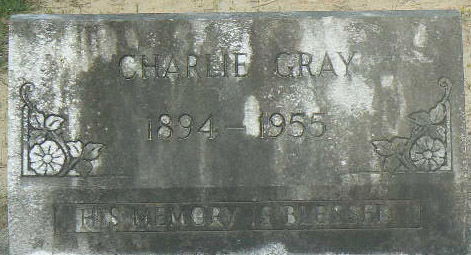 CHARLIE GRAY
1894 - 1955
HIS MEMORY IS BLESSED